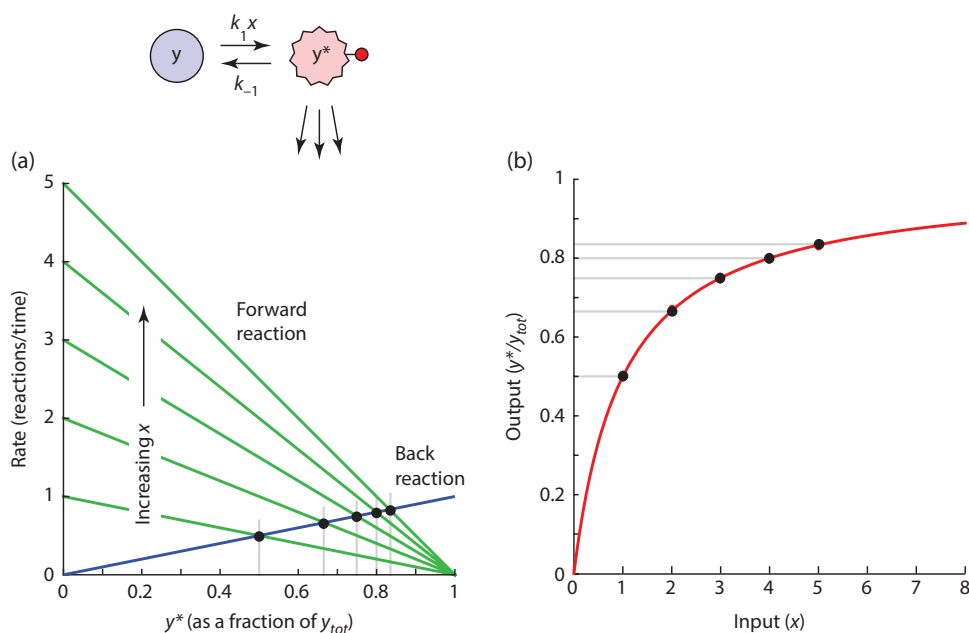 k₁x
y
y*
k₋₁
(a)
5
4
3
2
1
0
Rate (reactions/time)
Increasing x
Forward
reaction
Back
reaction
0
0.2
0.4
0.6
0.8
1
y* (as a fraction of yₜₒₜ)
(b)
1
0.8
0.6
0.4
0.2
0
Output (y*/yₜₒₜ)
0
1
2
3
4
5
6
7
8
Input (x)